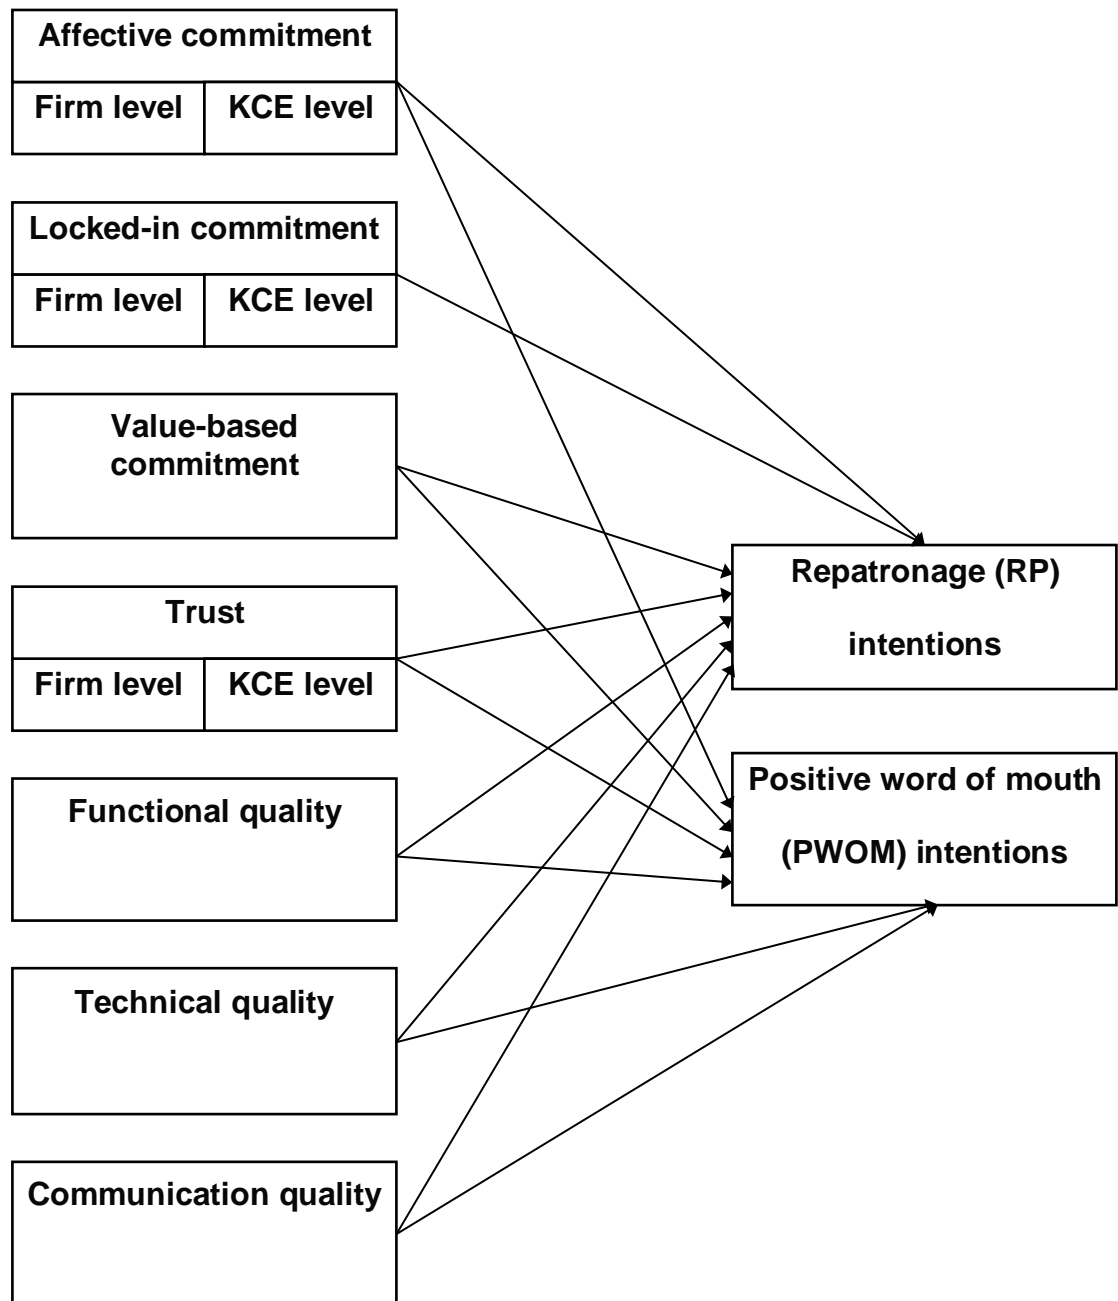 Affective commitment
Firm level KCE level
Locked-in commitment
Firm level KCE level
Value-based
commitment
Trust
Firm level KCE level
Functional quality
Technical quality
Communication quality
Repatronage (RP)
intentions
Positive word of mouth
(PWOM) intentions